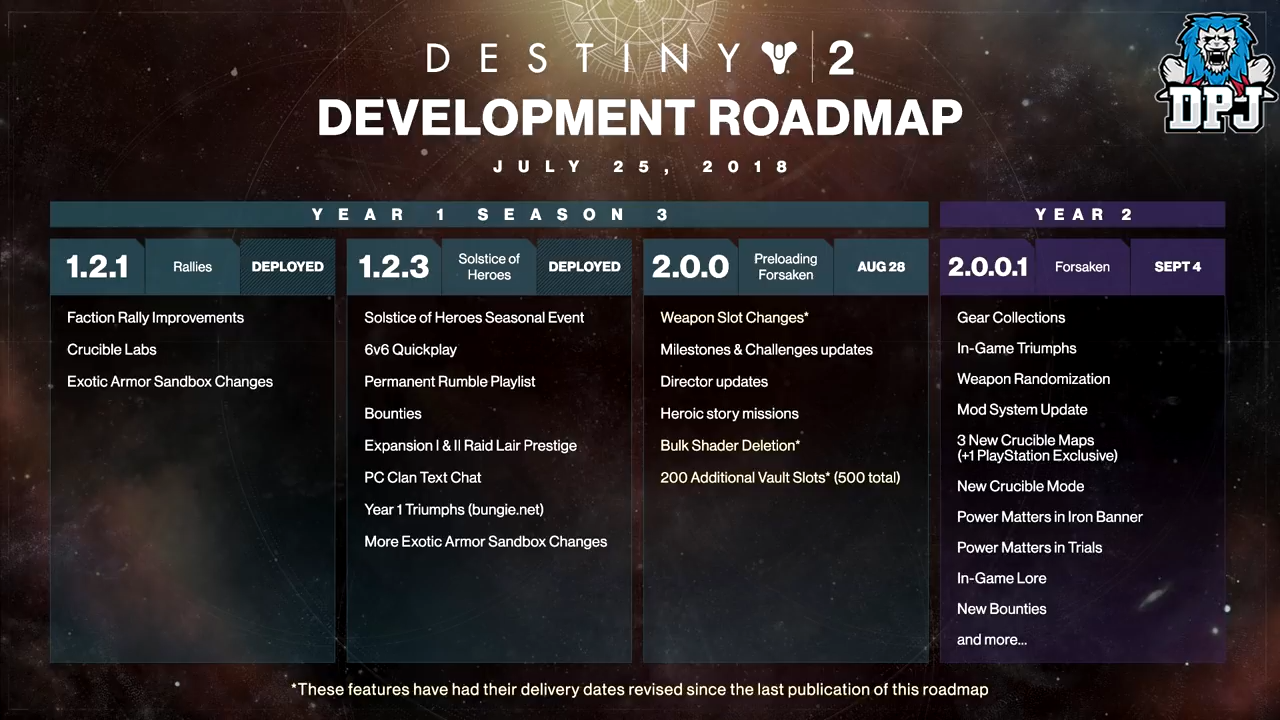 DESTINY 2
DEVELOPMENT ROADMAP
JULY 25, 2018
DPJ
YEAR 1 SEASON 3
1.2.1 Rallies DEPLOYED
Faction Rally Improvements
Crucible Labs
Exotic Armor Sandbox Changes
1.2.3 Solstice of Heroes DEPLOYED
Solstice of Heroes Seasonal Event
6v6 Quickplay
Permanent Rumble Playlist
Bounties
Expansion I & II Raid Lair Prestige
PC Clan Text Chat
Year 1 Triumphs (bungie.net)
More Exotic Armor Sandbox Changes
2.0.0 Preloading Forsaken AUG 28
Weapon Slot Changes*
Milestones & Challenges updates
Director updates
Heroic story missions
Bulk Shader Deletion*
200 Additional Vault Slots* (500 total)
YEAR 2
2.0.0.1 Forsaken SEPT 4
Gear Collections
In-Game Triumphs
Weapon Randomization
Mod System Update
3 New Crucible Maps
(+1 PlayStation Exclusive)
New Crucible Mode
Power Matters in Iron Banner
Power Matters in Trials
In-Game Lore
New Bounties
and more...
*These features have had their delivery dates revised since the last publication of this roadmap